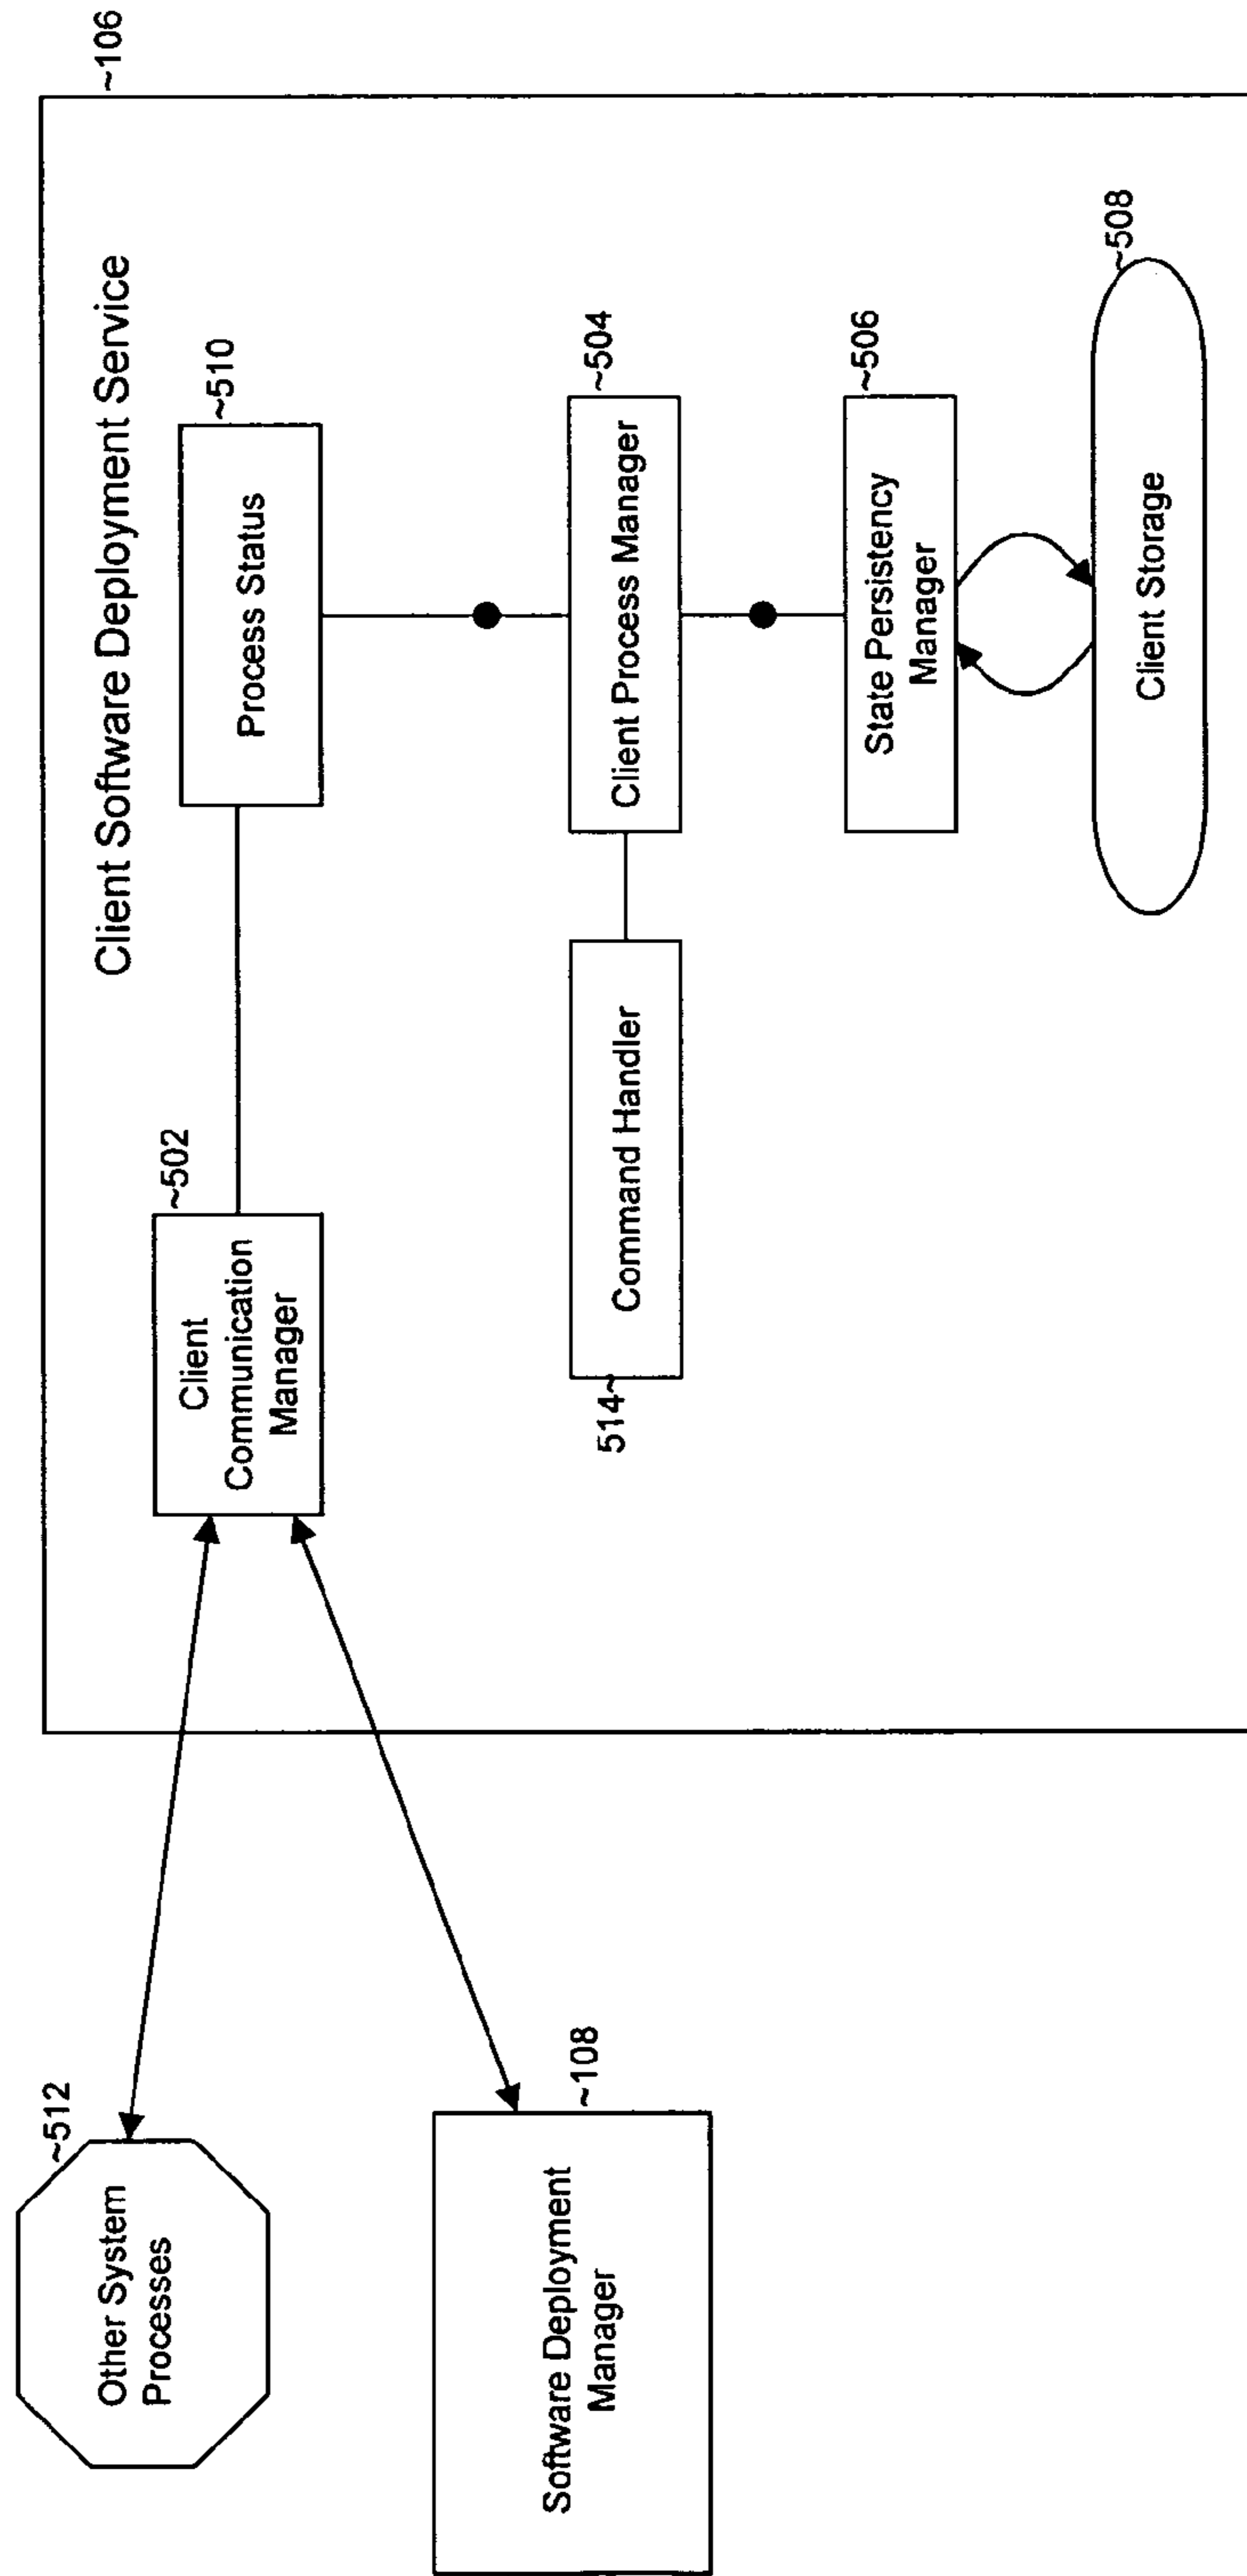 ~106
Client Software Deployment Service
~512
Other System
Processes
~502
Client
Communication
Manager
~510
Process Status
~108
Software Deployment
Manager
514~
Command Handler
~504
Client Process Manager
~506
State Persistency
Manager
~508
Client Storage